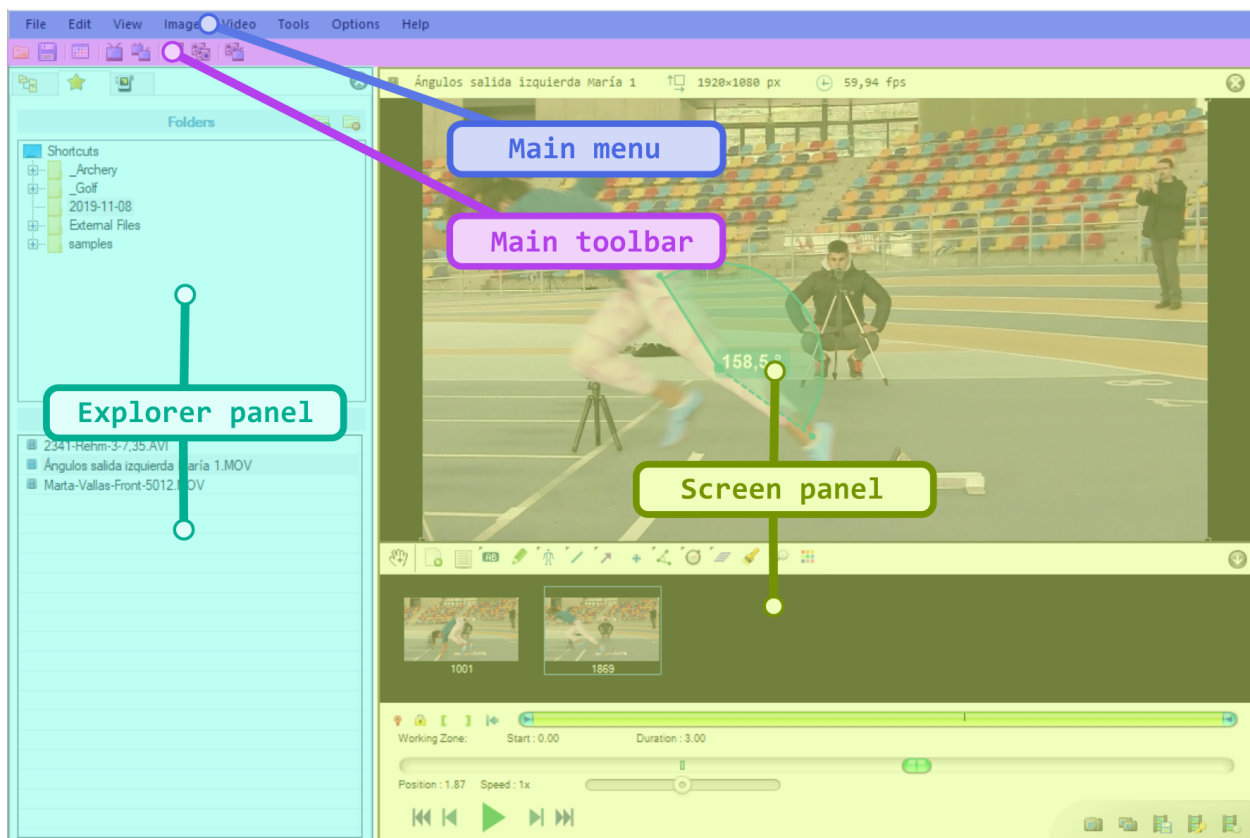 File Edit View Image Video Tools Options Help
Ángulos salida izquierda María 1 1920x1080 px 59,94 fps
Folders
Shortcuts
_Archery
_Golf
2019-11-08
External Files
samples
Main menu
Main toolbar
158,5 °
Explorer panel
2341-Rehm-3-7,35.AVI
Ángulos salida izquierda María 1.MOV
Marta-Vallas-Front-5012.MOV
Screen panel
AB
1001 1869
Working Zone: Start : 0.00 Duration : 3.00
Position : 1.87 Speed : 1x